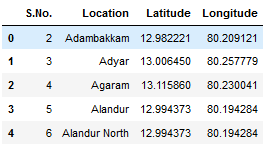 S.No. Location Latitude Longitude
0 2 Adambakkam 12.982221 80.209121
1 3 Adyar 13.006450 80.257779
2 4 Agaram 13.115860 80.230041
3 5 Alandur 12.994373 80.194284
4 6 Alandur North 12.994373 80.194284